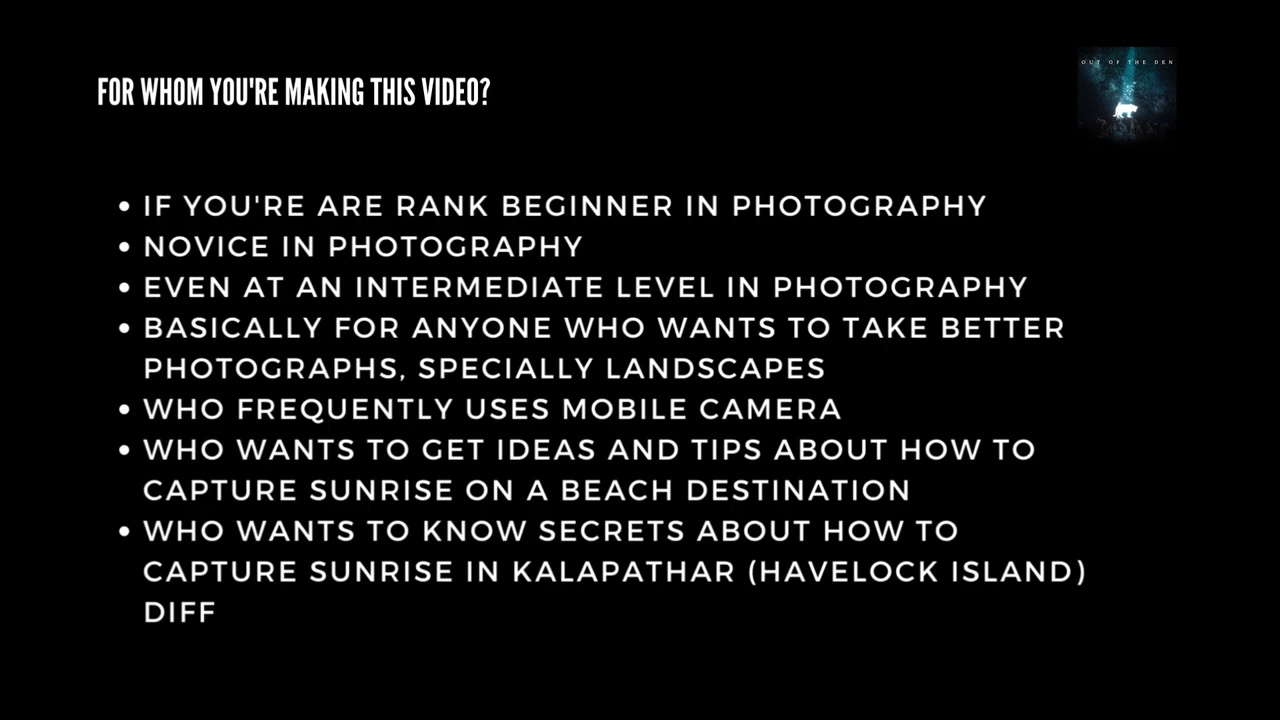 FOR WHOM YOU'RE MAKING THIS VIDEO?
OUT OF THE DEN
• IF YOU'RE ARE RANK BEGINNER IN PHOTOGRAPHY
• NOVICE IN PHOTOGRAPHY
• EVEN AT AN INTERMEDIATE LEVEL IN PHOTOGRAPHY
• BASICALLY FOR ANYONE WHO WANTS TO TAKE BETTER
PHOTOGRAPHS, SPECIALLY LANDSCAPES
• WHO FREQUENTLY USES MOBILE CAMERA
• WHO WANTS TO GET IDEAS AND TIPS ABOUT HOW TO
CAPTURE SUNRISE ON A BEACH DESTINATION
• WHO WANTS TO KNOW SECRETS ABOUT HOW TO
CAPTURE SUNRISE IN KALAPATHAR (HAVELOCK ISLAND)
DIFF